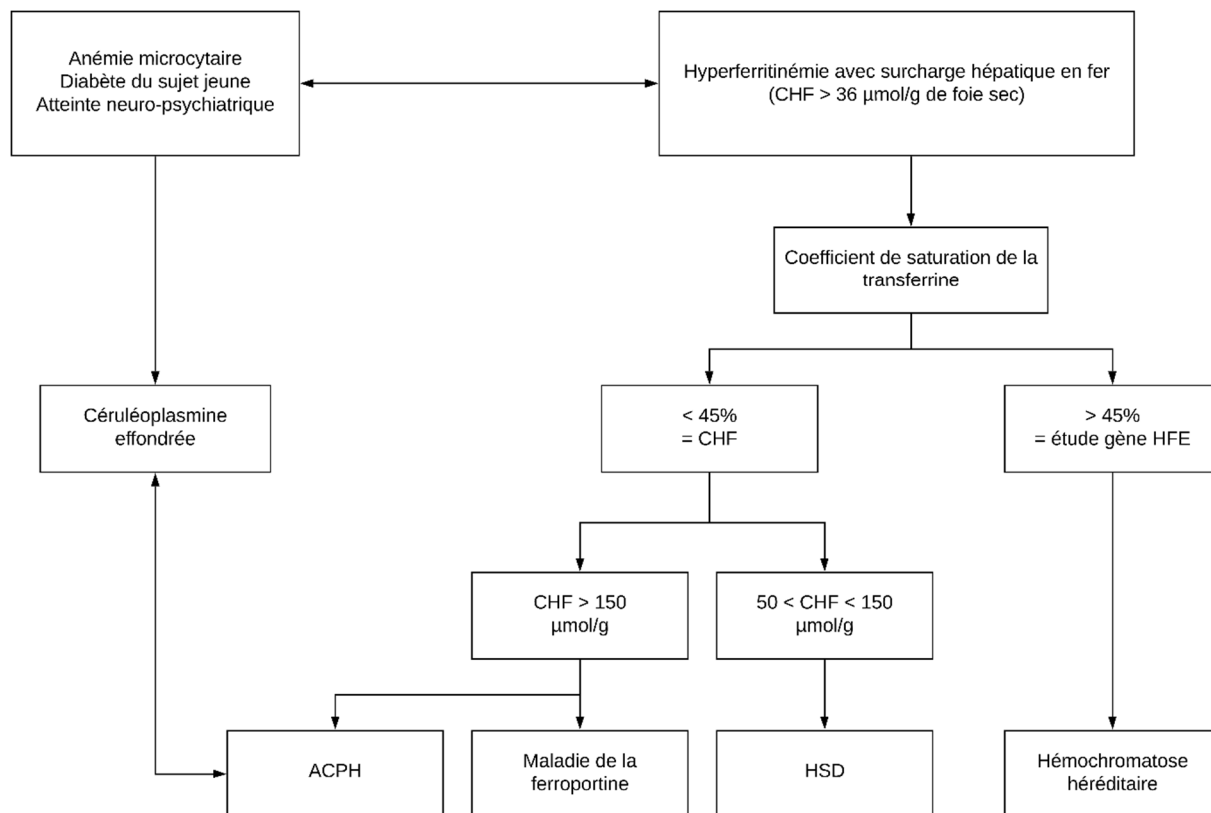 Anémie microcytaire
Diabète du sujet jeune
Atteinte neuro-psychiatrique
Hyperferritinémie avec surcharge hépatique en fer
(CHF > 36 µmol/g de foie sec)
Coefficient de saturation de la
transferrine
Céruléoplasmine
effondrée
< 45%
= CHF
> 45%
= étude gène HFE
CHF > 150
µmol/g
50 < CHF < 150
µmol/g
ACPH
Maladie de la
ferroportine
HSD
Hémochromatose
héréditaire